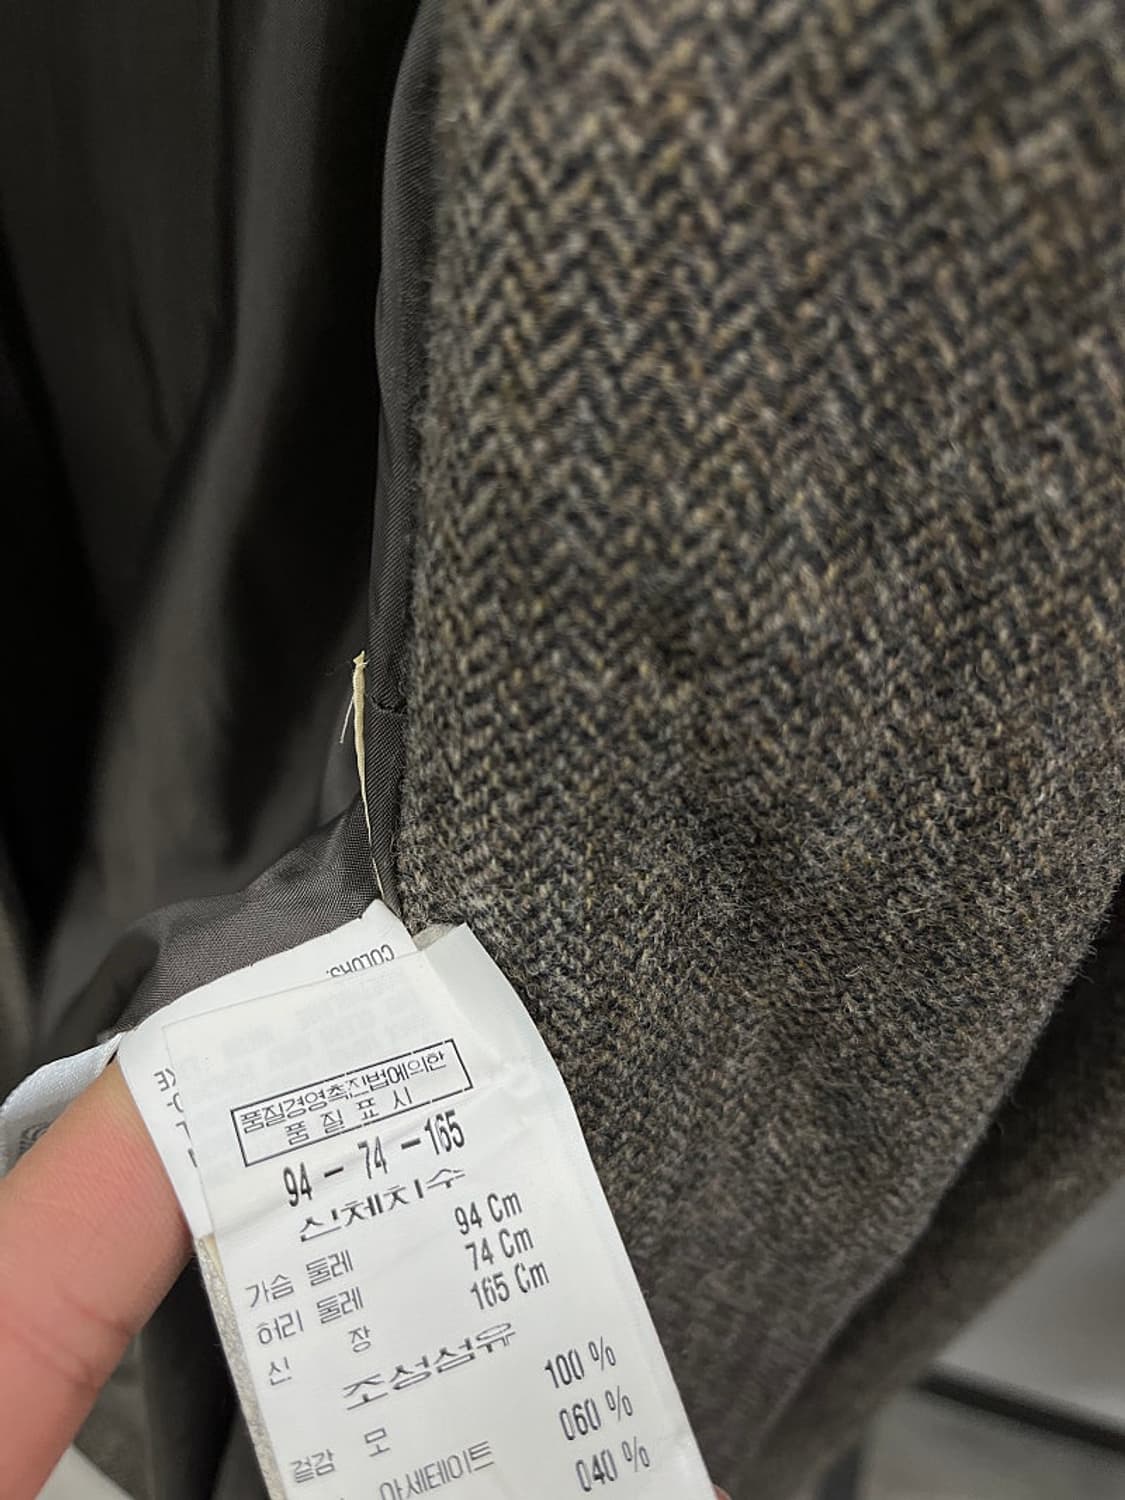 COLORS:
품질경영촉진법에의한
품 질 표 시
94 - 74 - 165
신체치수
가슴 둘레 94 Cm
허리 둘레 74 Cm
신 장 165 Cm
조성섬유
겉감 모 100 %
아세테이트 060 %
040 %